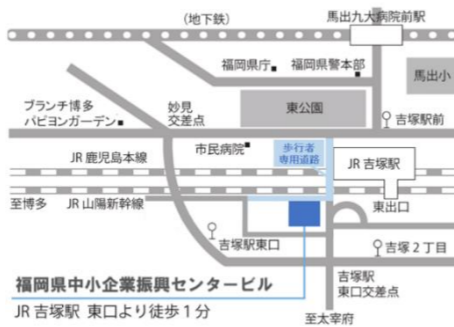 (地下鉄)
馬出九大病院前駅
福岡県庁
福岡県警本部
馬出小
ブランチ博多
パピヨンガーデン
妙見
交差点
東公園
吉塚駅前
市民病院
歩行者
専用道路
JR 鹿児島本線
JR 吉塚駅
至博多
JR 山陽新幹線
東出口
吉塚駅東口
吉塚2丁目
福岡県中小企業振興センタービル
JR 吉塚駅 東口より徒歩1分
吉塚駅
東口交差点
至太宰府